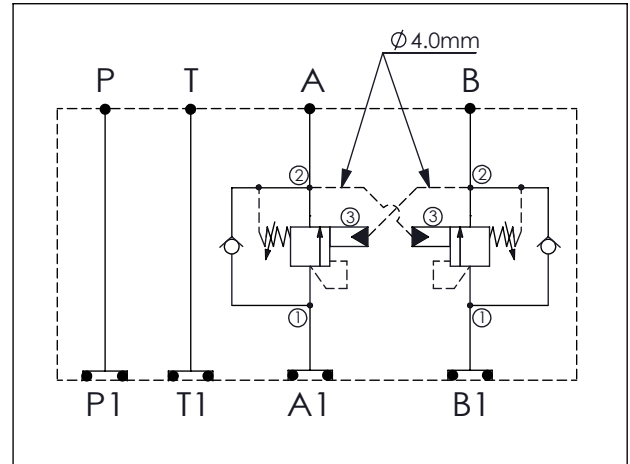 Ø4.0mm
P T A B
② ②
③ ③
① ①
P1 T1 A1 B1